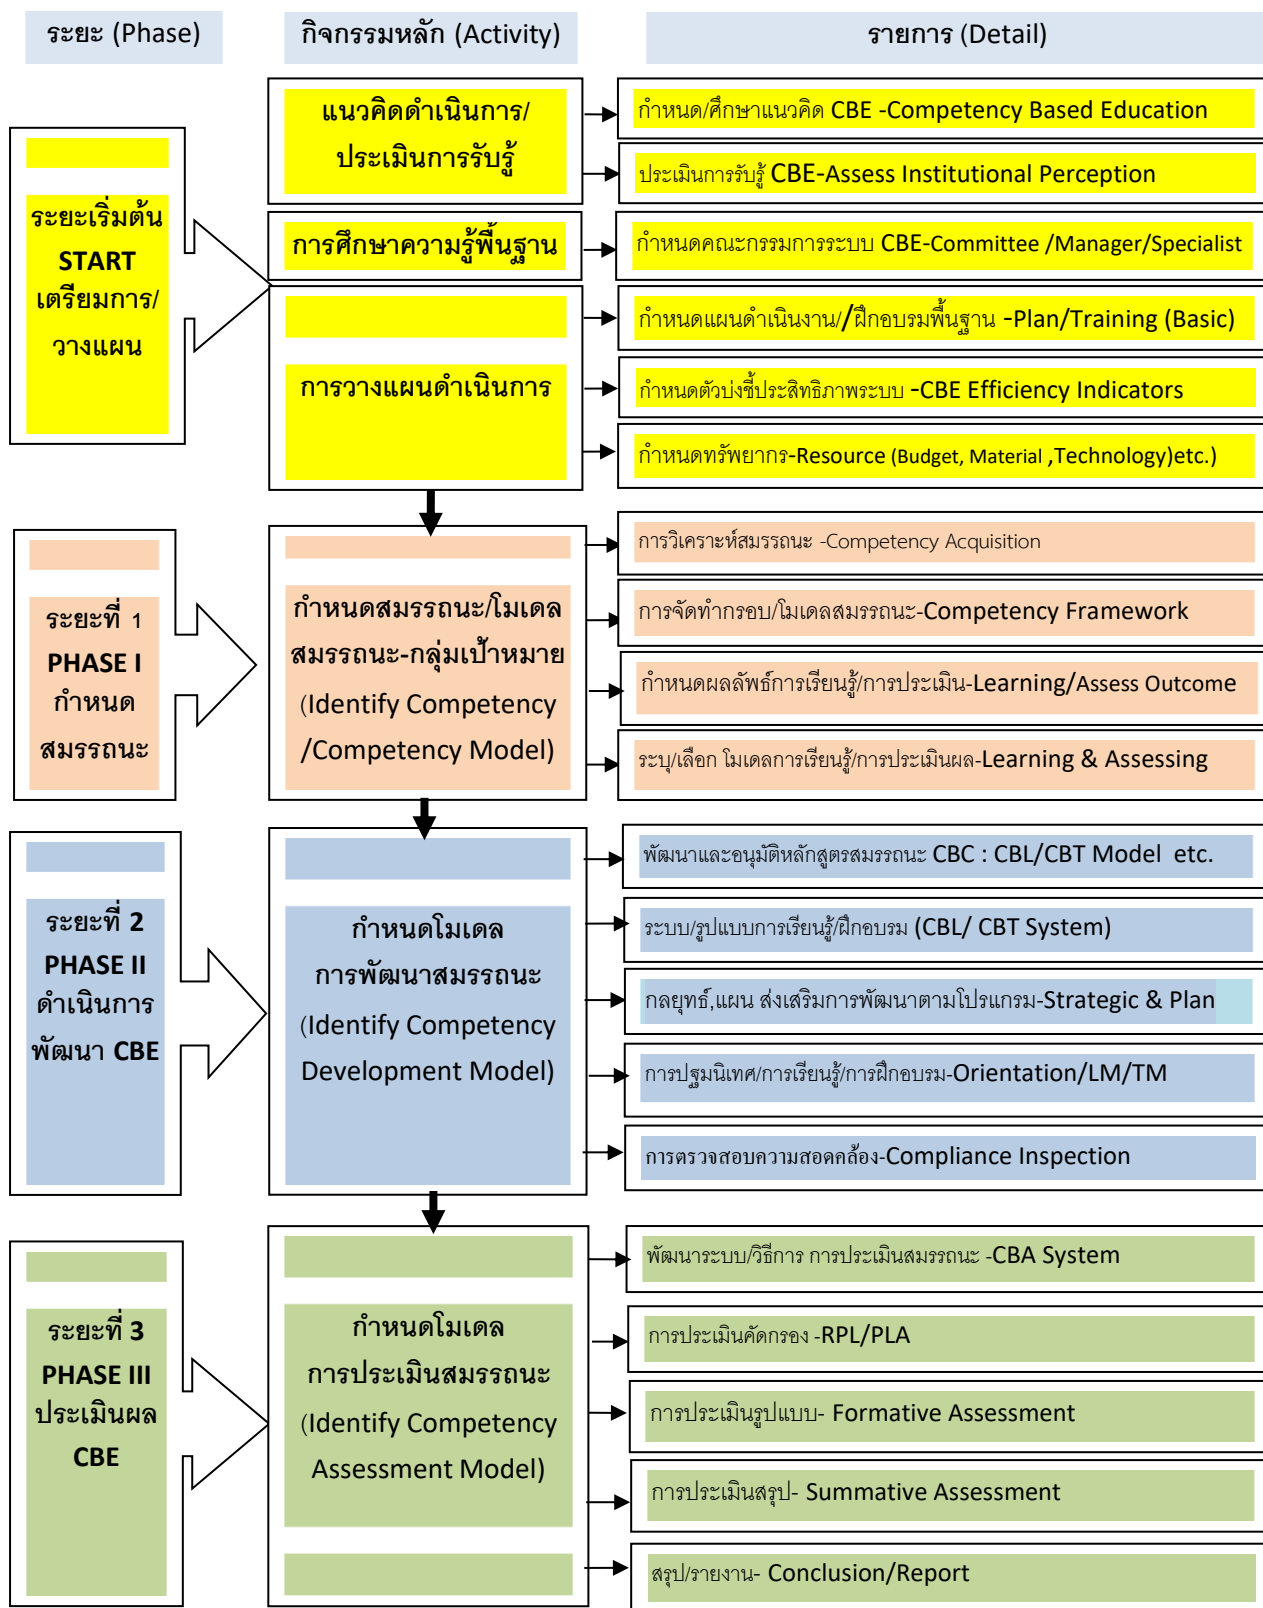 ระยะ (Phase)
กิจกรรมหลัก (Activity)
รายการ (Detail)
ระยะเริ่มต้น
START
เตรียมการ/
วางแผน
แนวคิดดำเนินการ/
ประเมินการรับรู้
กำหนด/ศึกษาแนวคิด CBE -Competency Based Education
ประเมินการรับรู้ CBE-Assess Institutional Perception
การศึกษาความรู้พื้นฐาน
กำหนดคณะกรรมการระบบ CBE-Committee /Manager/Specialist
การวางแผนดำเนินการ
กำหนดแผนดำเนินงาน//ฝึกอบรมพื้นฐาน -Plan/Training (Basic)
กำหนดตัวบ่งชี้ประสิทธิภาพระบบ -CBE Efficiency Indicators
กำหนดทรัพยากร-Resource (Budget, Material ,Technology)etc.)
ระยะที่ 1
PHASE I
กำหนด
สมรรถนะ
กำหนดสมรรถนะ/โมเดล
สมรรถนะ-กลุ่มเป้าหมาย
(Identify Competency
/Competency Model)
การวิเคราะห์สมรรถนะ -Competency Acquisition
การจัดทำกรอบ/โมเดลสมรรถนะ-Competency Framework
กำหนดผลลัพธ์การเรียนรู้/การประเมิน-Learning/Assess Outcome
ระบุ/เลือก โมเดลการเรียนรู้/การประเมินผล-Learning & Assessing
ระยะที่ 2
PHASE II
ดำเนินการ
พัฒนา CBE
กำหนดโมเดล
การพัฒนาสมรรถนะ
(Identify Competency
Development Model)
พัฒนาและอนุมัติหลักสูตรสมรรถนะ CBC : CBL/CBT Model etc.
ระบบ/รูปแบบการเรียนรู้/ฝึกอบรม (CBL/ CBT System)
กลยุทธ์,แผน ส่งเสริมการพัฒนาตามโปรแกรม-Strategic & Plan
การปฐมนิเทศ/การเรียนรู้/การฝึกอบรม-Orientation/LM/TM
การตรวจสอบความสอดคล้อง-Compliance Inspection
ระยะที่ 3
PHASE III
ประเมินผล
CBE
กำหนดโมเดล
การประเมินสมรรถนะ
(Identify Competency
Assessment Model)
พัฒนาระบบ/วิธีการ การประเมินสมรรถนะ -CBA System
การประเมินคัดกรอง -RPL/PLA
การประเมินรูปแบบ- Formative Assessment
การประเมินสรุป- Summative Assessment
สรุป/รายงาน- Conclusion/Report